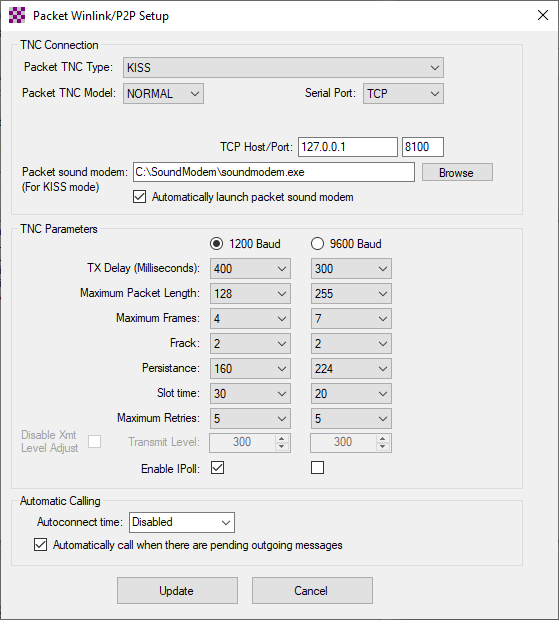 Packet Winlink/P2P Setup
TNC Connection
Packet TNC Type: KISS
Packet TNC Model: NORMAL Serial Port: TCP
TCP Host/Port: 127.0.0.1 8100
Packet sound modem: C:\SoundModem\soundmodem.exe Browse
(For KISS mode)
Automatically launch packet sound modem
TNC Parameters
1200 Baud 9600 Baud
TX Delay (Milliseconds): 400 300
Maximum Packet Length: 128 255
Maximum Frames: 4 7
Frack: 2 2
Persistance: 160 224
Slot time: 30 20
Maximum Retries: 5 5
Disable Xmt
Level Adjust Transmit Level: 300 300
Enable IPoll:
Automatic Calling
Autoconnect time: Disabled
Automatically call when there are pending outgoing messages
Update Cancel